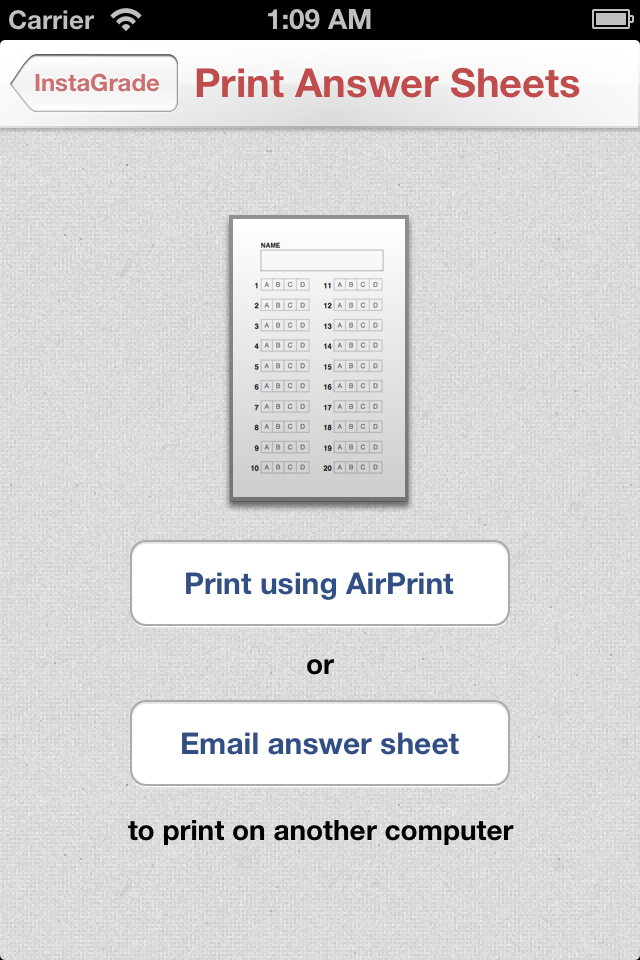 Carrier 1:09 AM
InstaGrade Print Answer Sheets
NAME
1 A B C D 11 A B C D
2 A B C D 12 A B C D
3 A B C D 13 A B C D
4 A B C D 14 A B C D
5 A B C D 15 A B C D
6 A B C D 16 A B C D
7 A B C D 17 A B C D
8 A B C D 18 A B C D
9 A B C D 19 A B C D
10 A B C D 20 A B C D
Print using AirPrint
or
Email answer sheet
to print on another computer